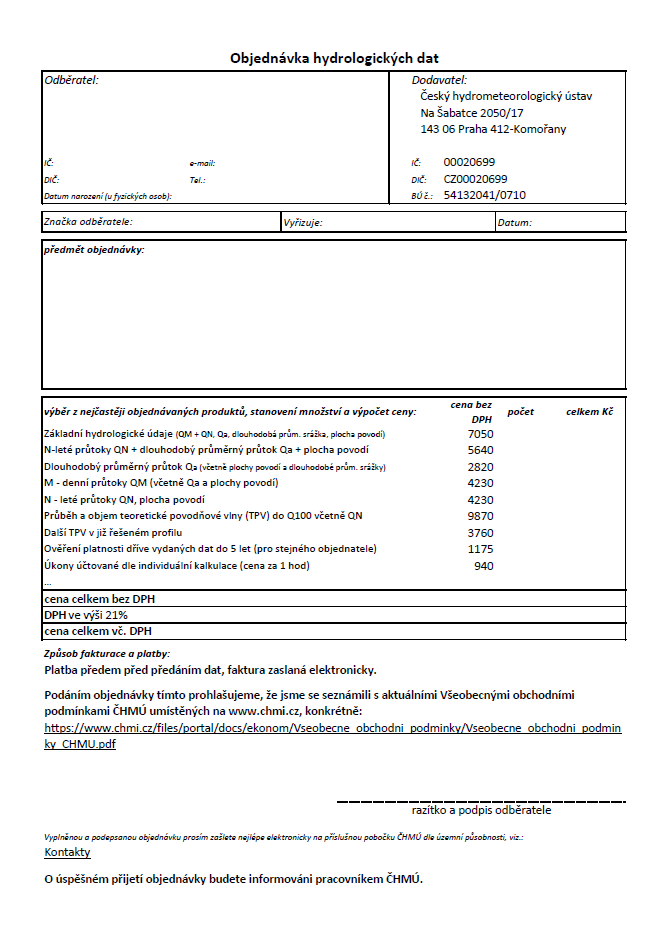 Objednávka hydrologických dat
Odběratel:
Dodavatel:
Český hydrometeorologický ústav
Na Šabatce 2050/17
143 06 Praha 412-Komořany
IČ:
e-mail:
IČ: 00020699
DIČ:
Tel.:
DIČ: CZ00020699
Datum narození (u fyzických osob):
BÚ č.: 54132041/0710
Značka odběratele:
Vyřizuje:
Datum:
předmět objednávky:
výběr z nejčastěji objednávaných produktů, stanovení množství a výpočet ceny:
cena bez
DPH
počet
celkem Kč
Základní hydrologické údaje (QM + QN, Qa, dlouhodobá prům. srážka, plocha povodí) 7050
N-leté průtoky QN + dlouhodobý průměrný průtok Qa + plocha povodí 5640
Dlouhodobý průměrný průtok Qa (včetně plochy povodí a dlouhodobé prům. srážky) 2820
M - denní průtoky QM (včetně Qa a plochy povodí) 4230
N - leté průtoky QN, plocha povodí 4230
Průběh a objem teoretické povodňové vlny (TPV) do Q100 včetně QN 9870
Další TPV v již řešeném profilu 3760
Ověření platnosti dříve vydaných dat do 5 let (pro stejného objednatele) 1175
Úkony účtované dle individuální kalkulace (cena za 1 hod) 940
...
cena celkem bez DPH
DPH ve výši 21%
cena celkem vč. DPH
Způsob fakturace a platby:
Platba předem před předáním dat, faktura zaslaná elektronicky.
Podáním objednávky tímto prohlašujeme, že jsme se seznámili s aktuálními Všeobecnými obchodními
podmínkami ČHMÚ umístěných na www.chmi.cz, konkrétně:
https://www.chmi.cz/files/portal/docs/ekonom/Vseobecne_obchodni_podminky/Vseobecne_obchodni_podmin
ky_CHMU.pdf
razítko a podpis odběratele
Vyplněnou a podepsanou objednávku prosím zašlete nejlépe elektronicky na příslušnou pobočku ČHMÚ dle územní působnosti, viz.:
Kontakty
O úspěšném přijetí objednávky budete informováni pracovníkem ČHMÚ.